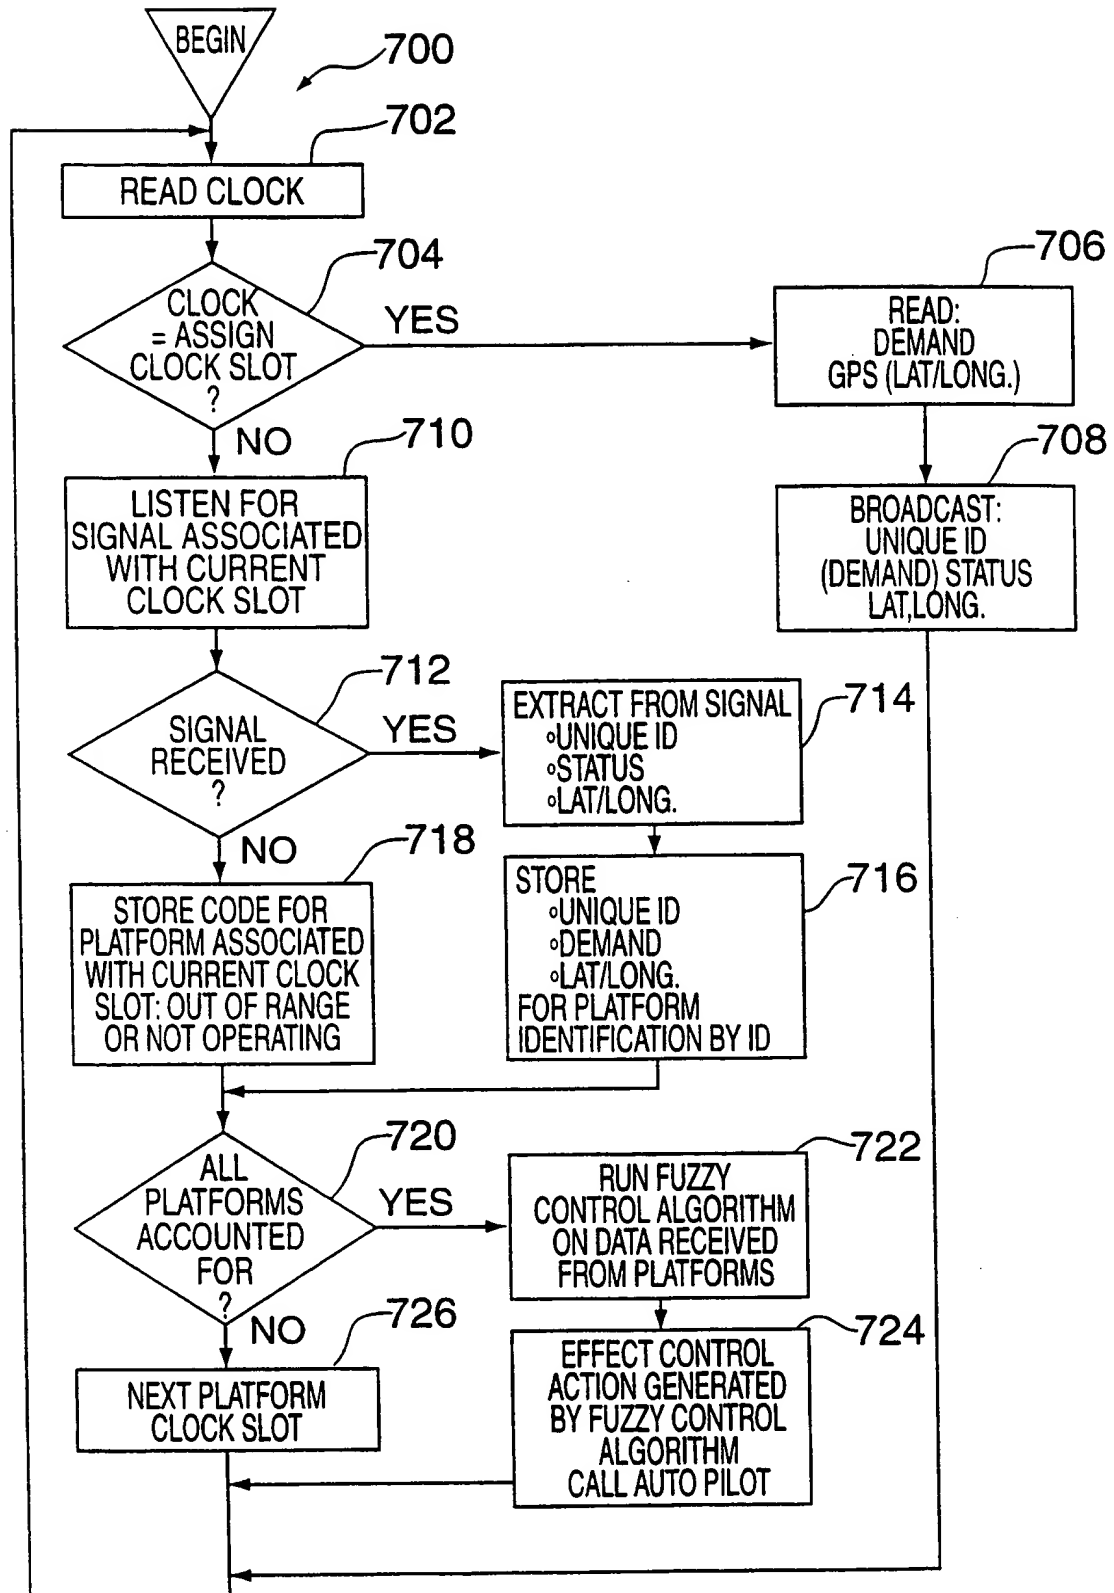 BEGIN
700
702
READ CLOCK
704
CLOCK
= ASSIGN
CLOCK SLOT
?
YES
706
READ:
DEMAND
GPS (LAT/LONG.)
NO
710
708
LISTEN FOR
SIGNAL ASSOCIATED
WITH CURRENT
CLOCK SLOT
BROADCAST:
UNIQUE ID
(DEMAND) STATUS
LAT,LONG.
712
SIGNAL
RECEIVED
?
YES
EXTRACT FROM SIGNAL
∘UNIQUE ID
∘STATUS
∘LAT/LONG.
714
NO
718
STORE CODE FOR
PLATFORM ASSOCIATED
WITH CURRENT CLOCK
SLOT: OUT OF RANGE
OR NOT OPERATING
STORE
∘UNIQUE ID
∘DEMAND
∘LAT/LONG.
FOR PLATFORM
IDENTIFICATION BY ID
716
720
ALL
PLATFORMS
ACCOUNTED
FOR
?
YES
722
RUN FUZZY
CONTROL ALGORITHM
ON DATA RECEIVED
FROM PLATFORMS
NO
726
724
NEXT PLATFORM
CLOCK SLOT
EFFECT CONTROL
ACTION GENERATED
BY FUZZY CONTROL
ALGORITHM
CALL AUTO PILOT